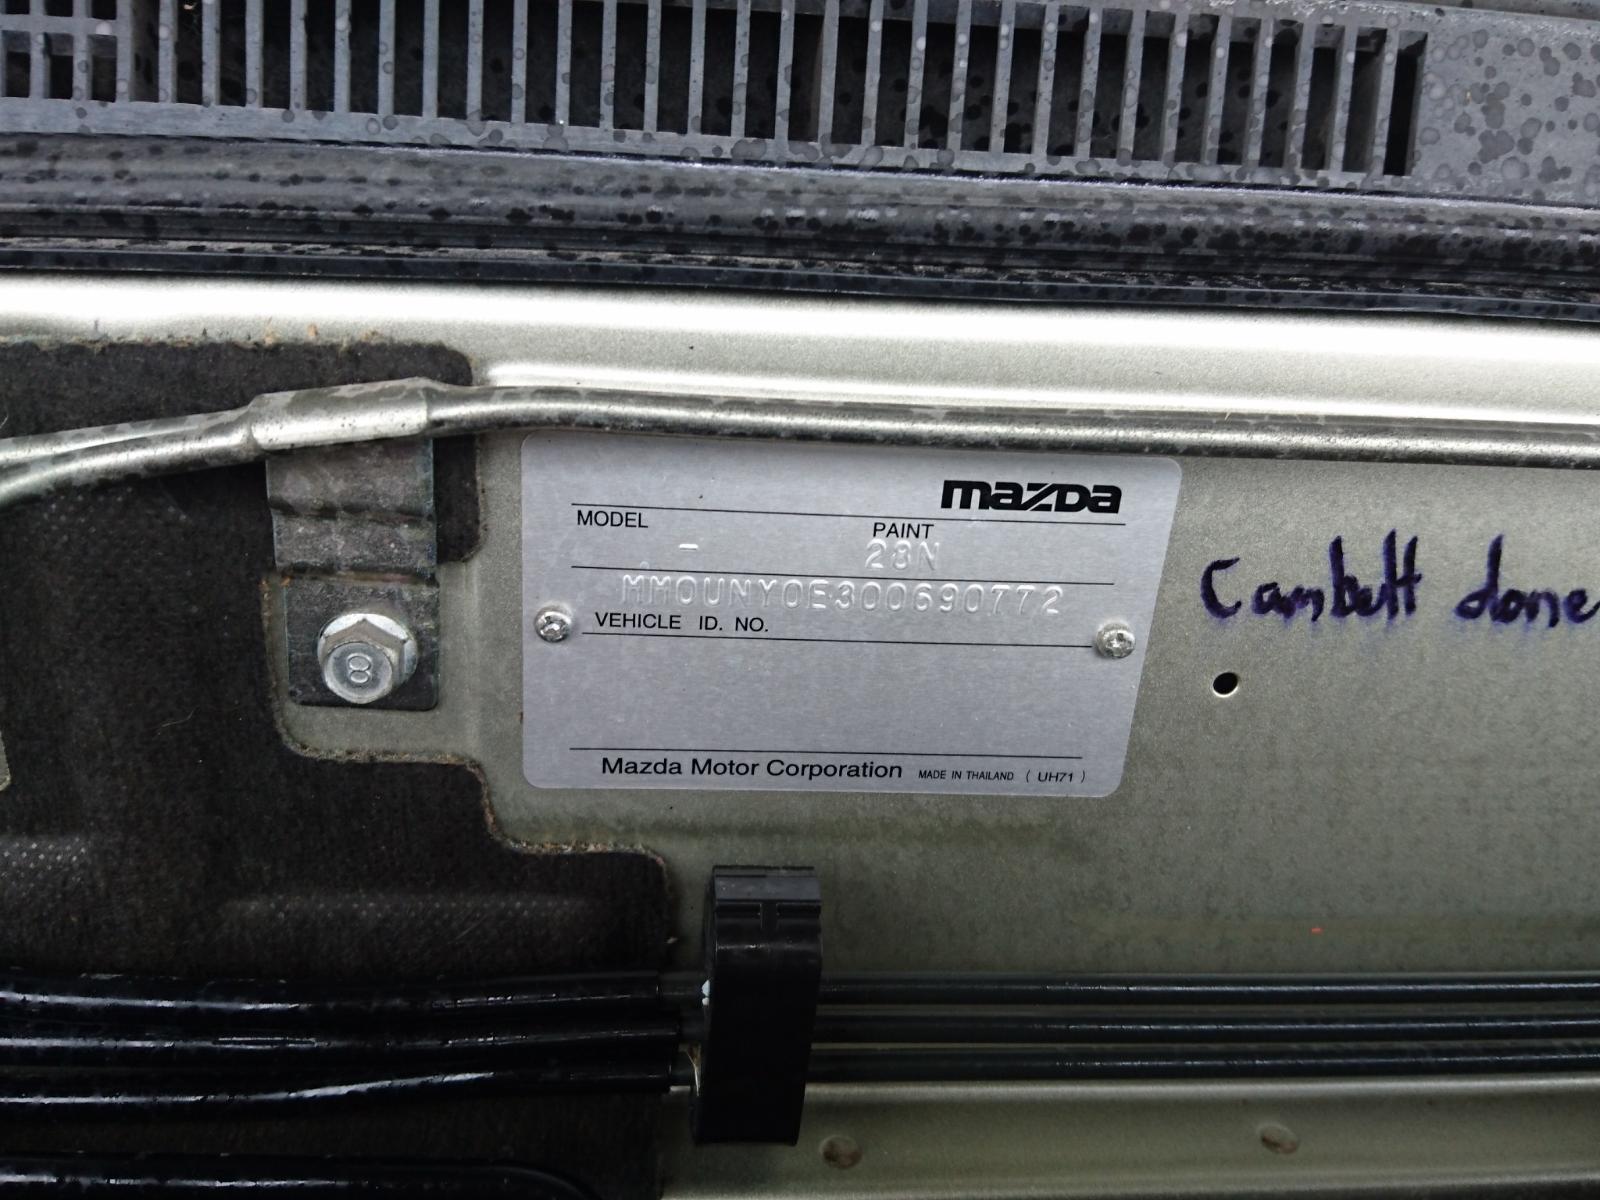 mazda
MODEL PAINT
- 28N
MM0UNY0E300690772
VEHICLE ID. NO.
Mazda Motor Corporation MADE IN THAILAND ( UH71 )
Cambelt done
8